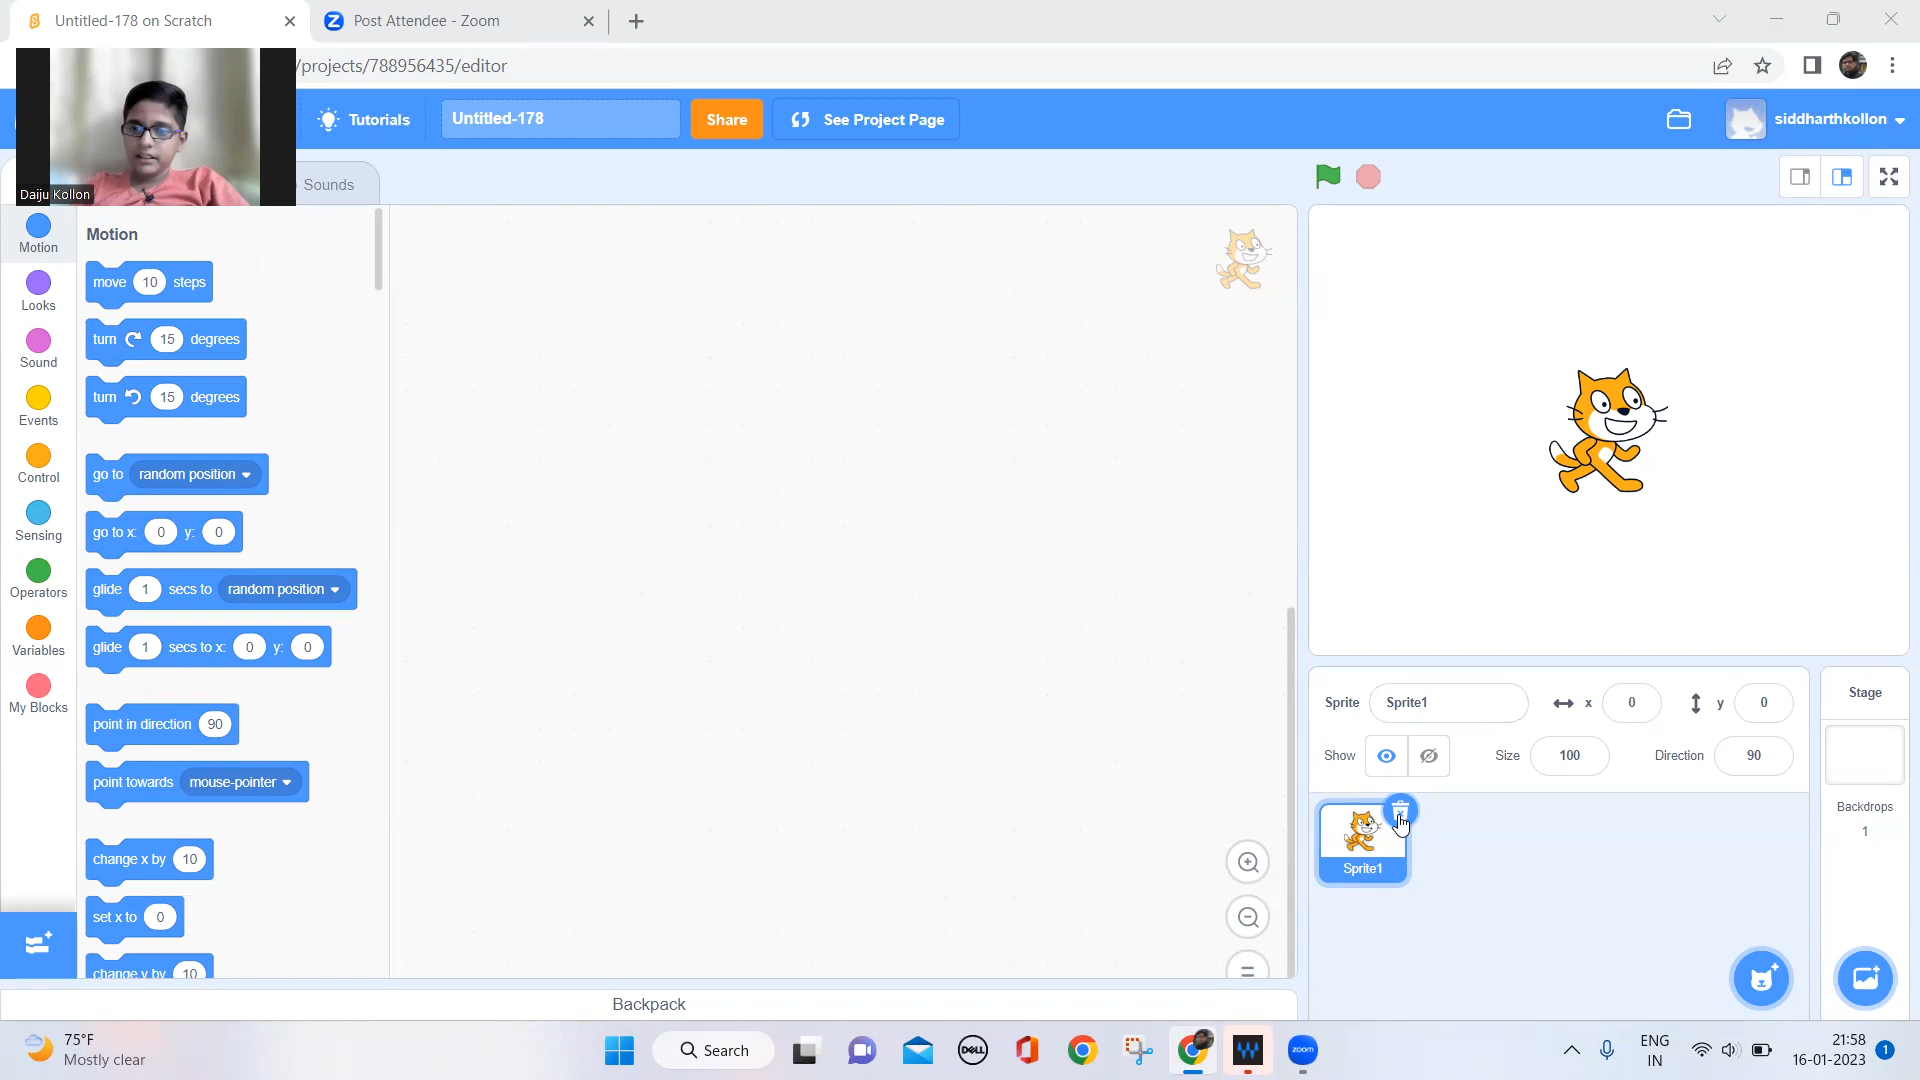 Untitled-178 on Scratch
Post Attendee - Zoom
/projects/788956435/editor
Tutorials
Untitled-178
Share
See Project Page
siddharthkollon
Daiju Kollon
Sounds
Motion
Looks
Sound
Events
Control
Sensing
Operators
Variables
My Blocks
Motion
move 10 steps
turn 15 degrees
turn 15 degrees
go to random position
go to x: 0 y: 0
glide 1 secs to random position
glide 1 secs to x: 0 y: 0
point in direction 90
point towards mouse-pointer
change x by 10
set x to 0
change y by 10
Sprite Sprite1 x 0 y 0
Show Size 100 Direction 90
Sprite1
Stage
Backdrops
1
Backpack
75°F
Mostly clear
Search
DELL
zoom
ENG
IN
21:58
16-01-2023
1